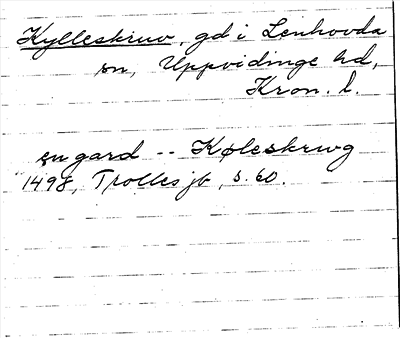 Kylleskruv, gd i Lenhovda
sn, Uppvidinge hd,
Kron. l.
en gard -- Køleskrwg
1498, Trolles jb, s. 60.